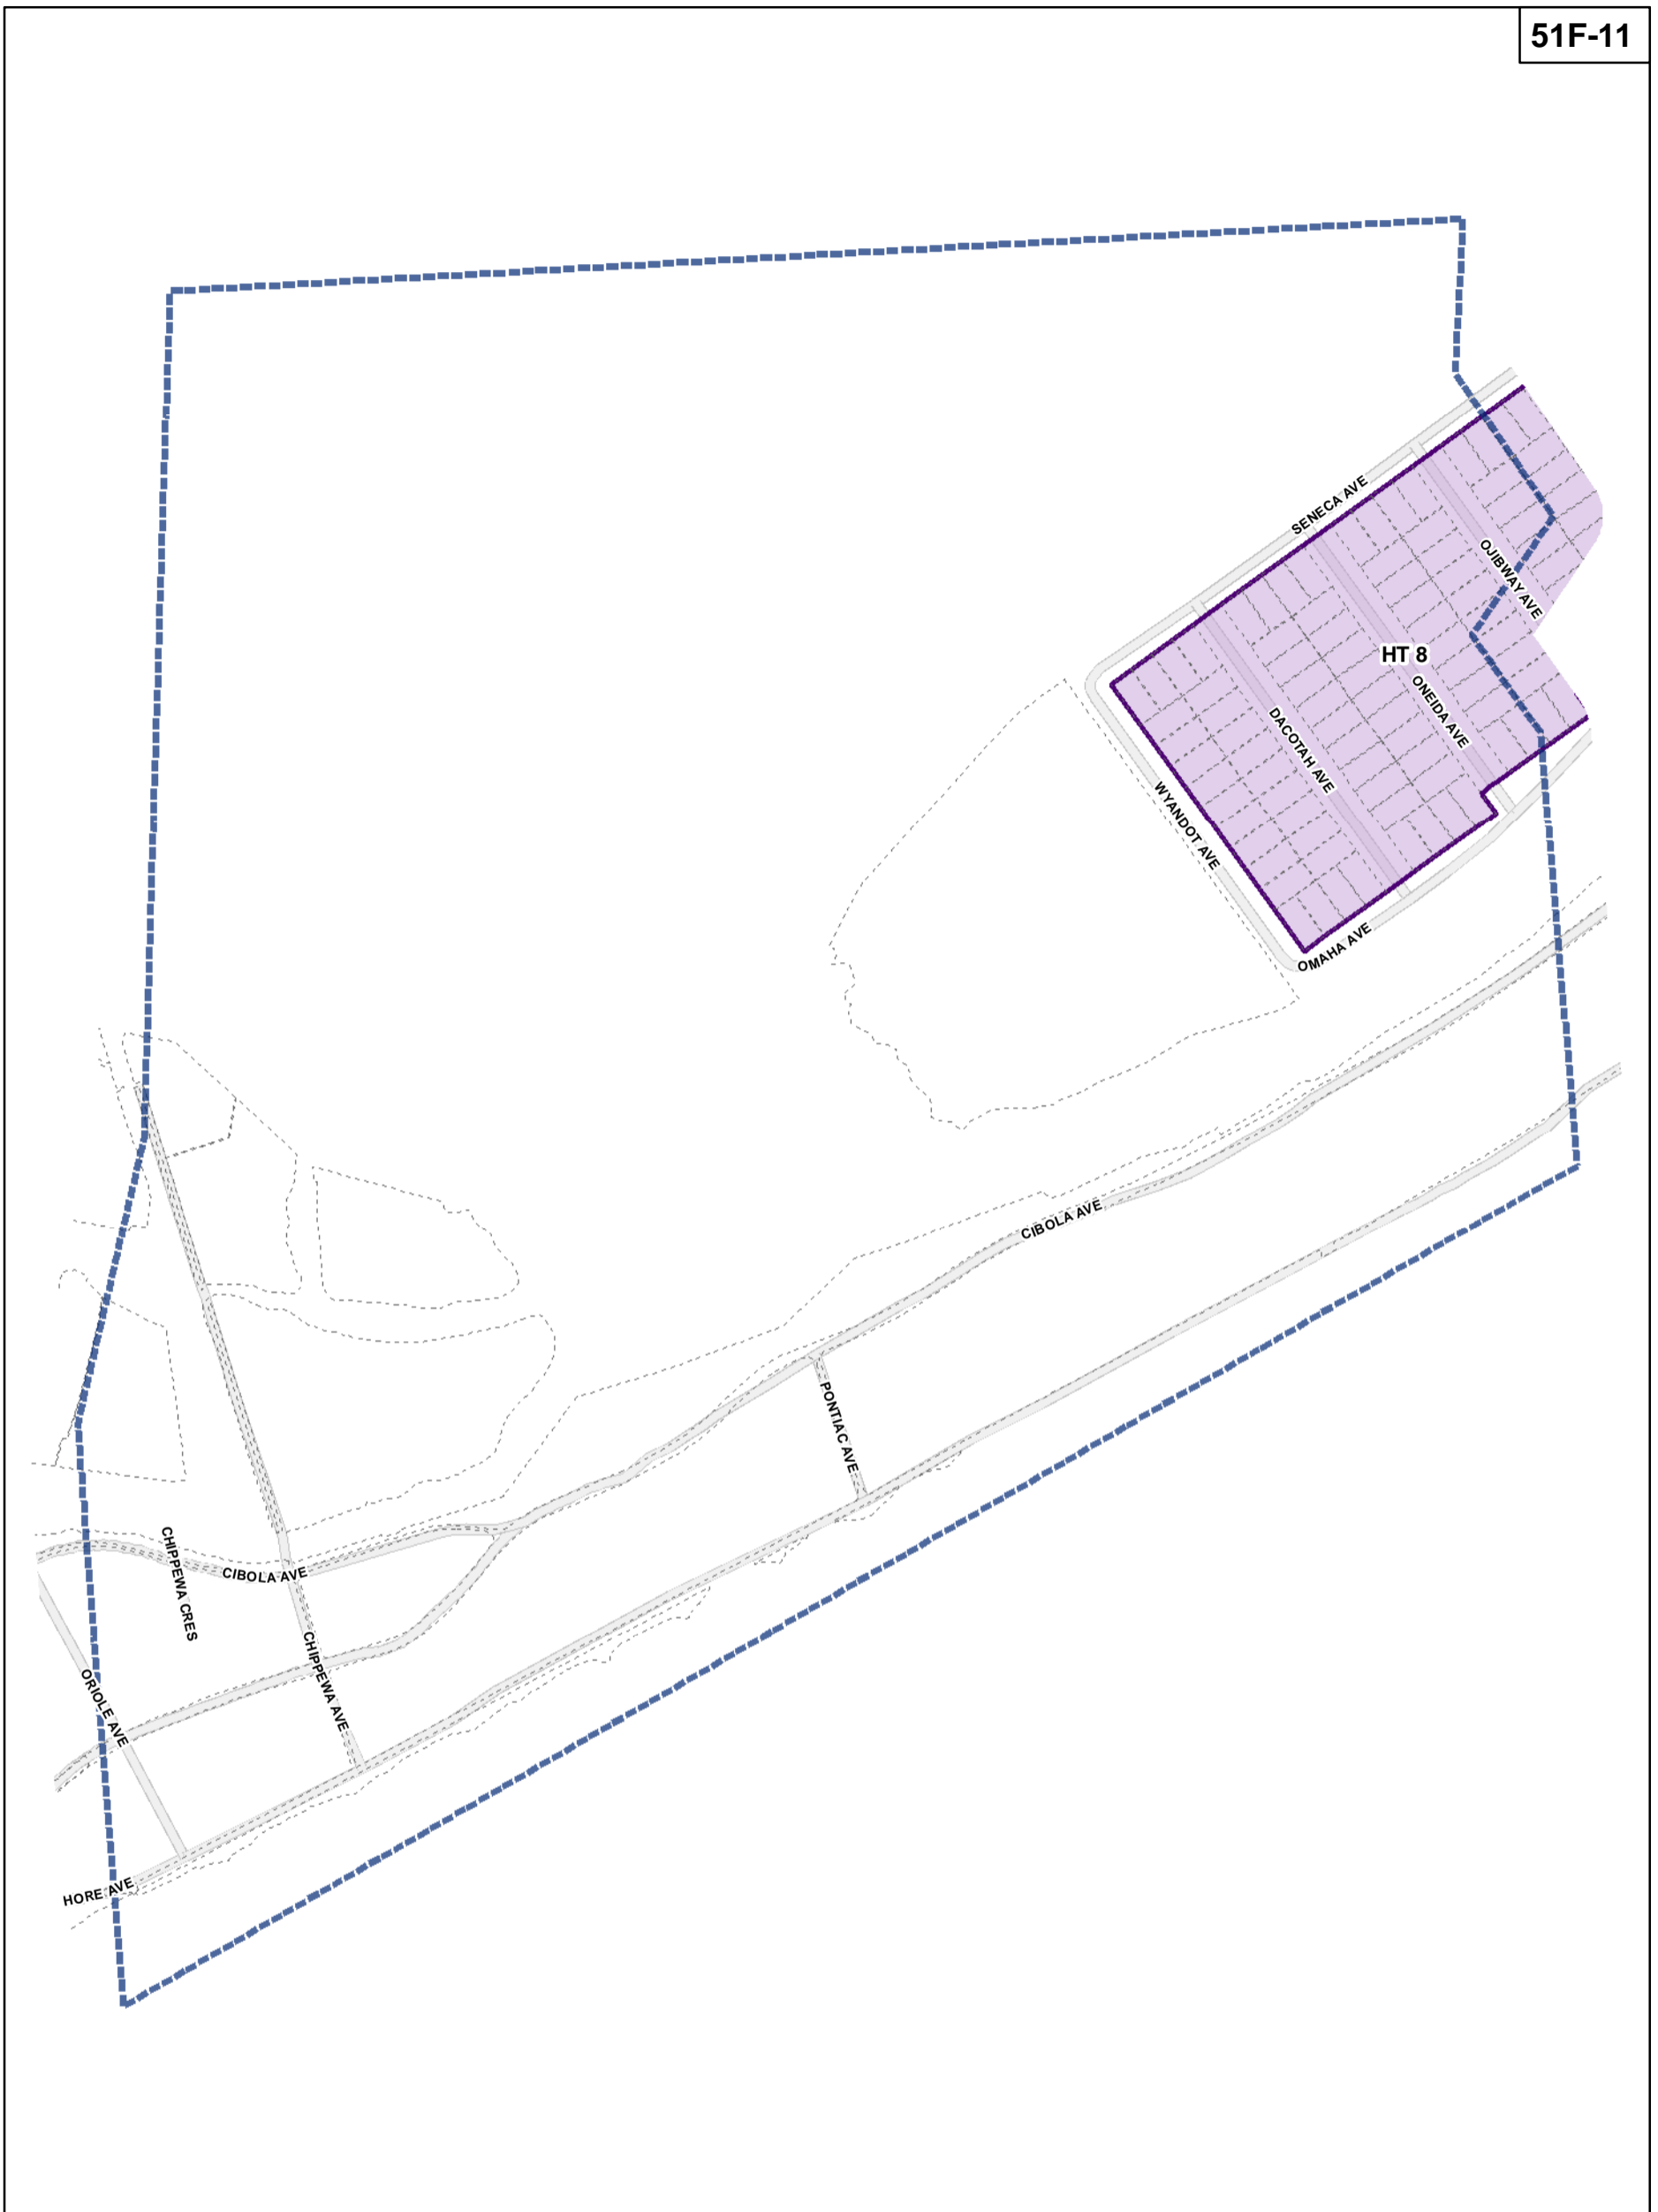 51F-11
SENECA AVE
OJIBWAY AVE
HT 8
ONEIDA AVE
DACOTAH AVE
WYANDOT AVE
OMAHA AVE
CIBOLA AVE
PONTIAC AVE
CHIPPEWA CRES
CIBOLA AVE
CHIPPEWA AVE
ORIOLE AVE
HORE AVE